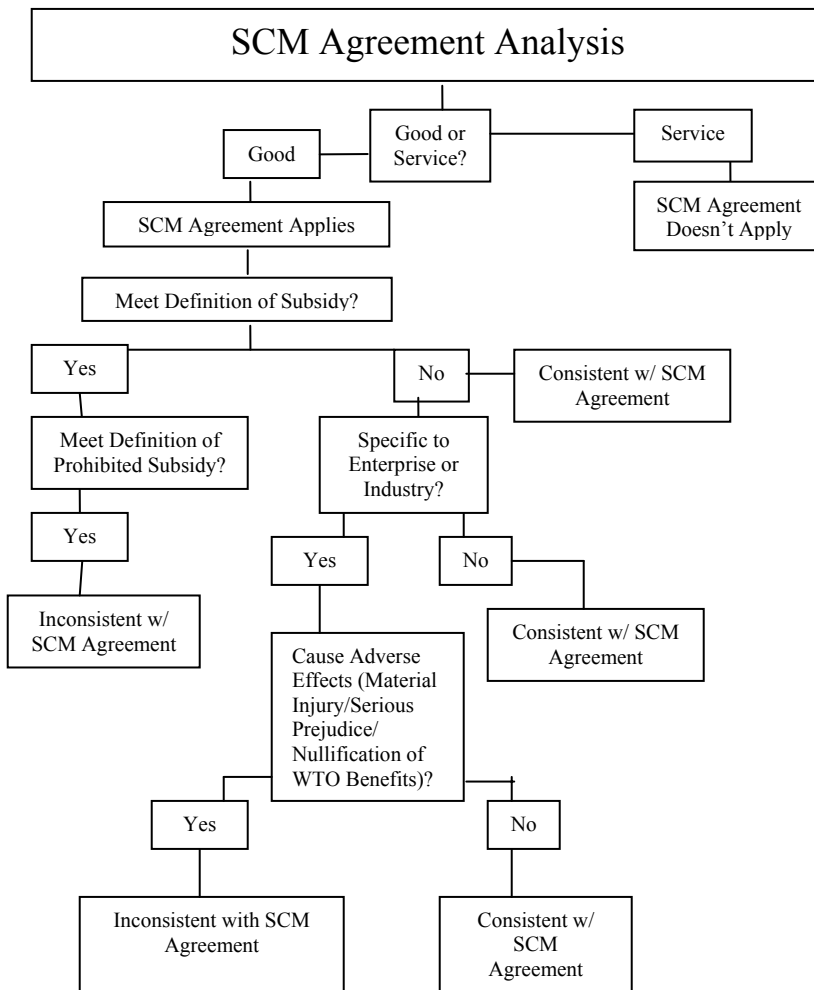 SCM Agreement Analysis
Good or
Service?
Good
Service
SCM Agreement Applies
SCM Agreement
Doesn’t Apply
Meet Definition of Subsidy?
Yes
No
Consistent w/ SCM
Agreement
Meet Definition of
Prohibited Subsidy?
Specific to
Enterprise or
Industry?
Yes
Yes
No
Inconsistent w/
SCM Agreement
Consistent w/ SCM
Agreement
Cause Adverse
Effects (Material
Injury/Serious
Prejudice/
Nullification of
WTO Benefits)?
Yes
No
Inconsistent with SCM
Agreement
Consistent w/
SCM
Agreement